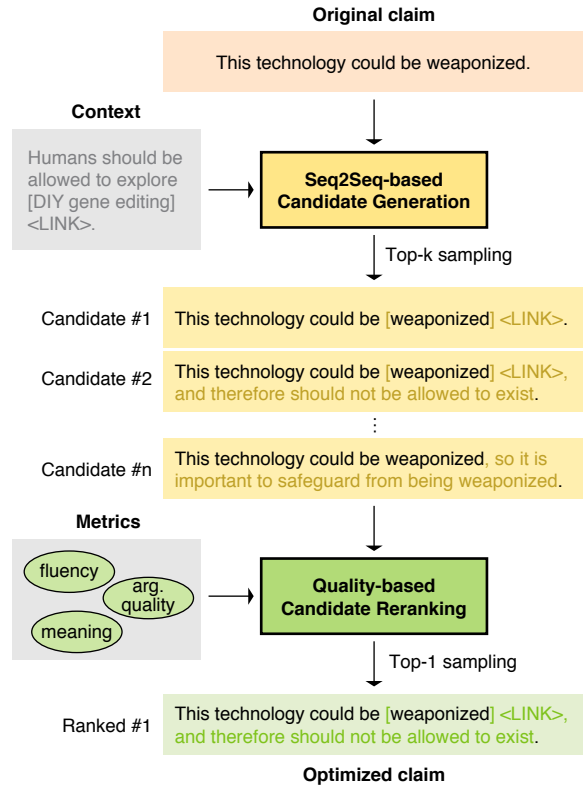 Original claim
This technology could be weaponized.
Context
Humans should be
allowed to explore
[DIY gene editing]
<LINK>.
Seq2Seq-based
Candidate Generation
Top-k sampling
Candidate #1
This technology could be [weaponized] <LINK>.
Candidate #2
This technology could be [weaponized] <LINK>,
and therefore should not be allowed to exist.
⋮
Candidate #n
This technology could be weaponized, so it is
important to safeguard from being weaponized.
Metrics
fluency
arg.
quality
meaning
Quality-based
Candidate Reranking
Top-1 sampling
Ranked #1
This technology could be [weaponized] <LINK>,
and therefore should not be allowed to exist.
Optimized claim